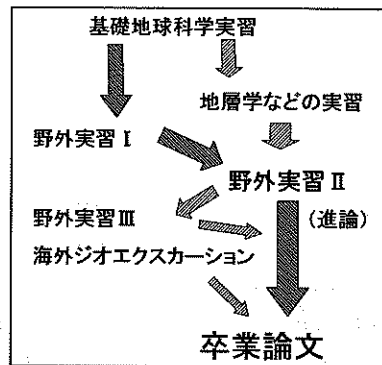 基礎地球科学実習
地層学などの実習
野外実習Ⅰ
野外実習Ⅱ
(進論)
野外実習Ⅲ
海外ジオエクスカーション
卒業論文